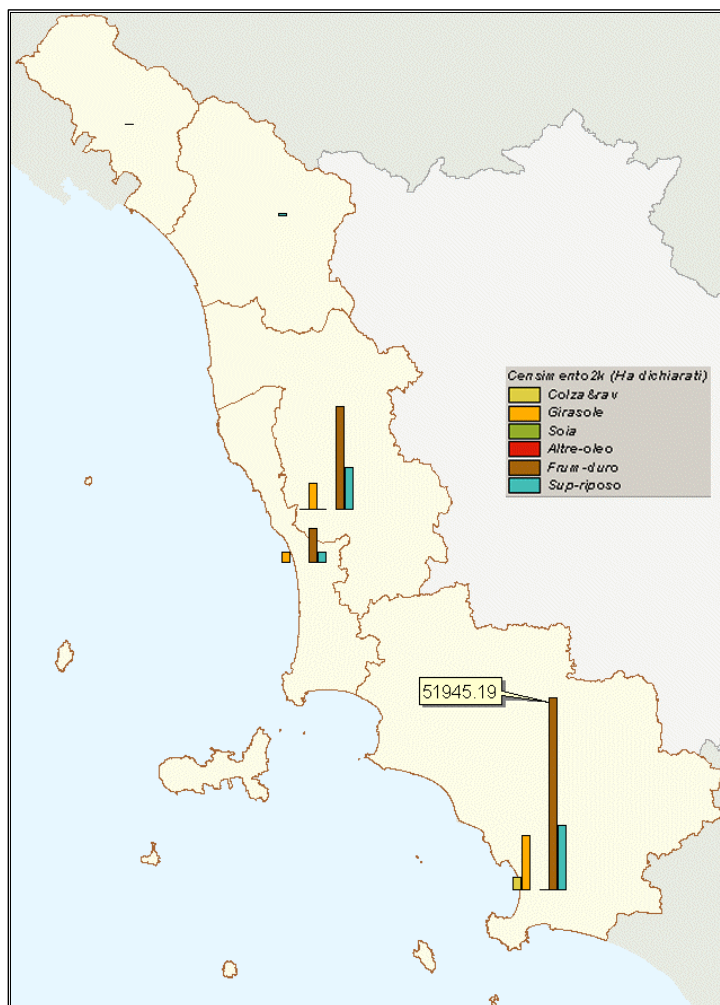 Censimento2k (Ha dichiarati)
Colza&rav
Girasole
Soia
Altre-oleo
Frum-duro
Sup-riposo
51945.19